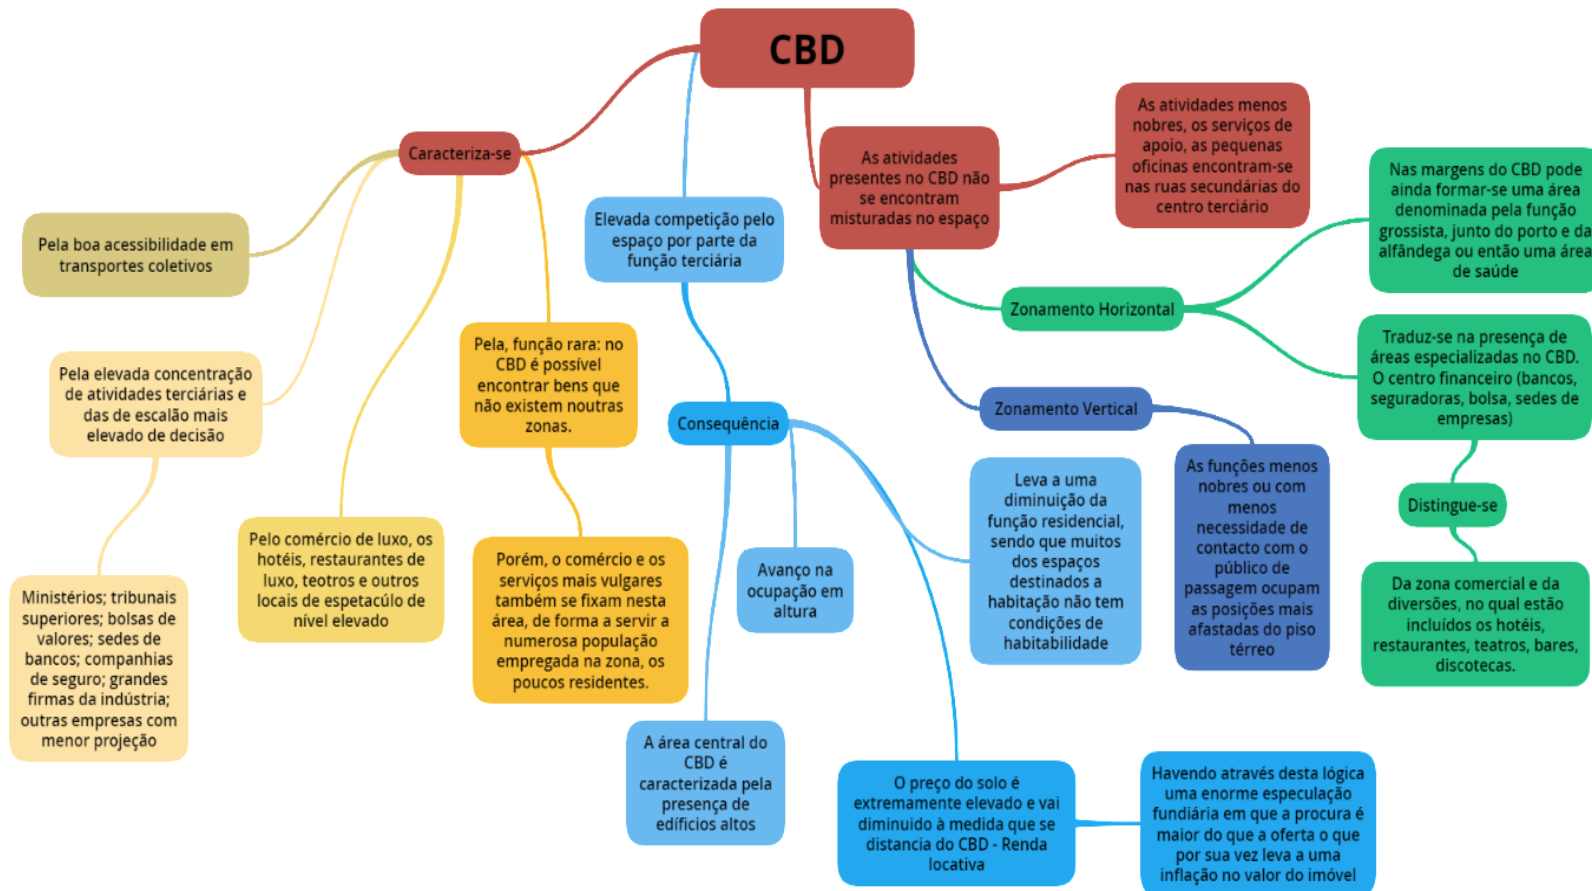 CBD
Caracteriza-se
Pela boa acessibilidade em
transportes coletivos
Pela elevada concentração
de atividades terciárias e
das de escalão mais
elevado de decisão
Ministérios; tribunais
superiores; bolsas de
valores; sedes de
bancos; companhias
de seguro; grandes
firmas da indústria;
outras empresas com
menor projeção
Pelo comércio de luxo, os
hotéis, restaurantes de
luxo, teotros e outros
locais de espetacúlo de
nível elevado
Pela, função rara: no
CBD é possível
encontrar bens que
não existem noutras
zonas.
Porém, o comércio e os
serviços mais vulgares
também se fixam nesta
área, de forma a servir a
numerosa população
empregada na zona, os
poucos residentes.
Elevada competição pelo
espaço por parte da
função terciária
Consequência
A área central do
CBD é
caracterizada pela
presença de
edíficios altos
Avanço na
ocupação em
altura
Leva a uma
diminuição da
função residencial,
sendo que muitos
dos espaços
destinados a
habitação não tem
condições de
habitabilidade
O preço do solo é
extremamente elevado e vai
diminuido à medida que se
distancia do CBD - Renda
locativa
Havendo através desta lógica
uma enorme especulação
fundiária em que a procura é
maior do que a oferta o que
por sua vez leva a uma
inflação no valor do imóvel
As atividades
presentes no CBD não
se encontram
misturadas no espaço
As atividades menos
nobres, os serviços de
apoio, as pequenas
oficinas encontram-se
nas ruas secundárias do
centro terciário
Zonamento Horizontal
Nas margens do CBD pode
ainda formar-se uma área
denominada pela função
grossista, junto do porto e da
alfândega ou então uma área
de saúde
Traduz-se na presença de
áreas especializadas no CBD.
O centro financeiro (bancos,
seguradoras, bolsa, sedes de
empresas)
Distingue-se
Da zona comercial e da
diversões, no qual estão
incluídos os hotéis,
restaurantes, teatros, bares,
discotecas.
Zonamento Vertical
As funções menos
nobres ou com
menos
necessidade de
contacto com o
público de
passagem ocupam
as posições mais
afastadas do piso
térreo